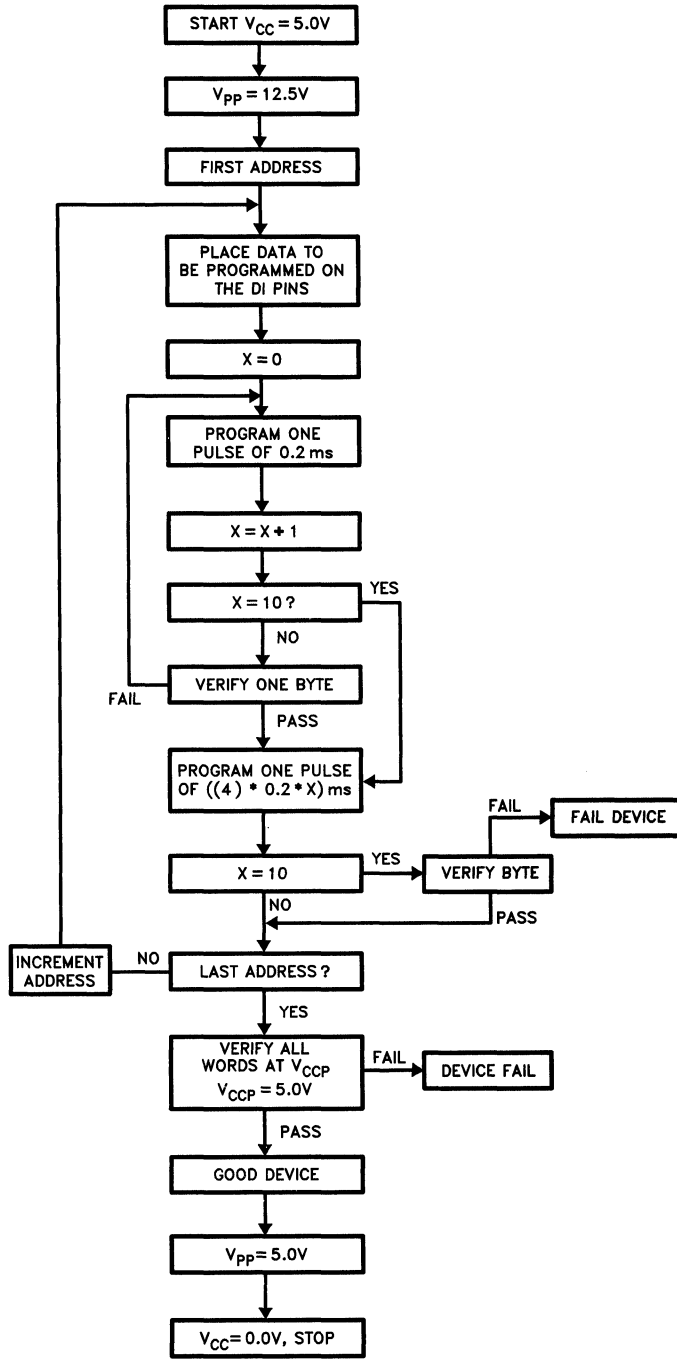 START VCC = 5.0V
VPP = 12.5V
FIRST ADDRESS
PLACE DATA TO
BE PROGRAMMED ON
THE DI PINS
X = 0
PROGRAM ONE
PULSE OF 0.2 ms
X = X + 1
X = 10 ?
YES
NO
VERIFY ONE BYTE
FAIL
PASS
PROGRAM ONE PULSE
OF ((4) * 0.2 * X) ms
X = 10
YES
VERIFY BYTE
FAIL
FAIL DEVICE
PASS
NO
LAST ADDRESS ?
NO
INCREMENT
ADDRESS
YES
VERIFY ALL
WORDS AT VCCP
VCCP = 5.0V
FAIL
DEVICE FAIL
PASS
GOOD DEVICE
VPP = 5.0V
VCC = 0.0V, STOP